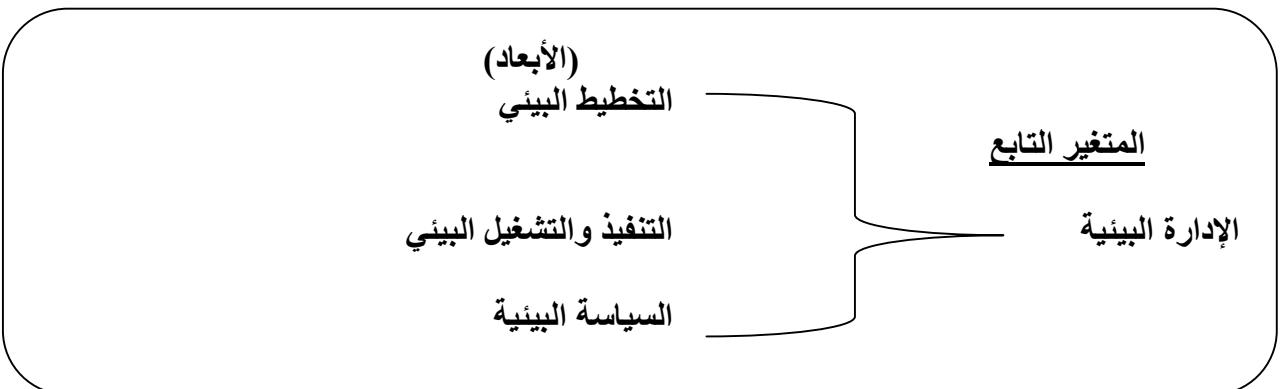 (الأبعاد)
التخطيط البيئي
المتغير التابع
الإدارة البيئية
التنفيذ والتشغيل البيئي
السياسة البيئية